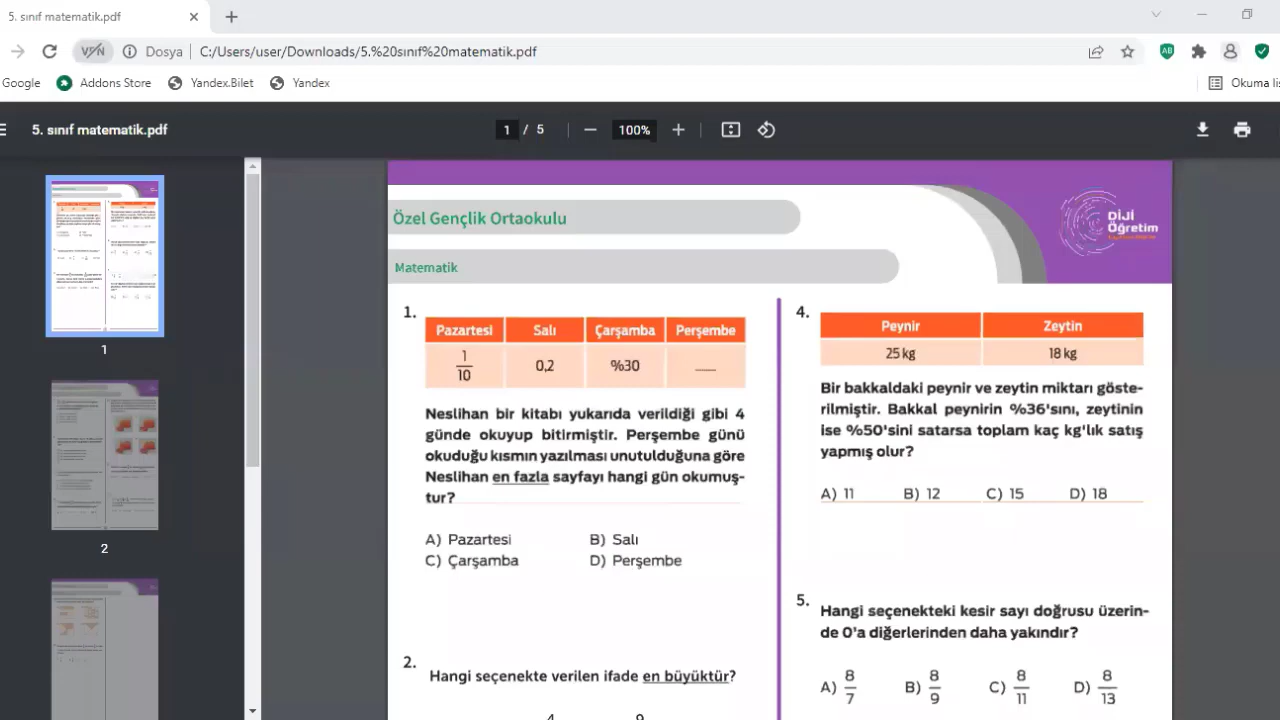 5. sınıf matematik.pdf
VPN Dosya C:/Users/user/Downloads/5.%20sınıf%20matematik.pdf
Google Addons Store Yandex.Bilet Yandex Okuma lis
5. sınıf matematik.pdf 1 / 5 100%
1
2
Özel Gençlik Ortaokulu
Matematik
DİJİ
Öğretim
1.
Pazartesi Salı Çarşamba Perşembe
1/10 0,2 %30 __
Neslihan bir kitabı yukarıda verildiği gibi 4
günde okuyup bitirmiştir. Perşembe günü
okuduğu kısmın yazılması unutulduğuna göre
Neslihan en fazla sayfayı hangi gün okumuş-
tur?
A) Pazartesi B) Salı
C) Çarşamba D) Perşembe
2.
Hangi seçenekte verilen ifade en büyüktür?
4 9
4.
Peynir Zeytin
25 kg 18 kg
Bir bakkaldaki peynir ve zeytin miktarı göste-
rilmiştir. Bakkal peynirin %36'sını, zeytinin
ise %50'sini satarsa toplam kaç kg'lık satış
yapmış olur?
A) 11 B) 12 C) 15 D) 18
5.
Hangi seçenekteki kesir sayı doğrusu üzerin-
de 0'a diğerlerinden daha yakındır?
A) 8/7 B) 8/9 C) 8/11 D) 8/13